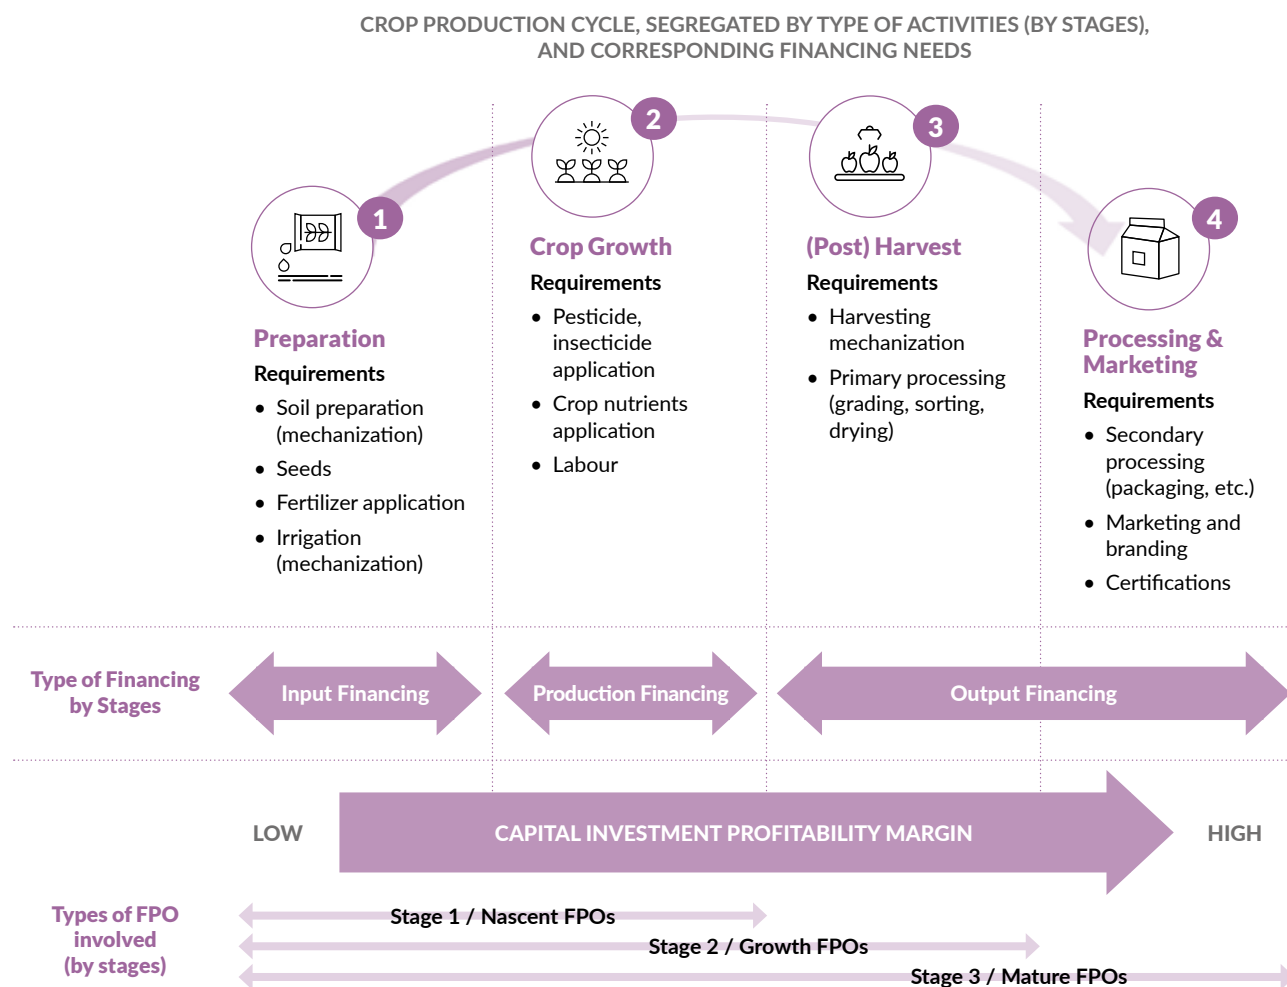 CROP PRODUCTION CYCLE, SEGREGATED BY TYPE OF ACTIVITIES (BY STAGES),
AND CORRESPONDING FINANCING NEEDS
1
Preparation
Requirements
• Soil preparation
(mechanization)
• Seeds
• Fertilizer application
• Irrigation
(mechanization)
2
Crop Growth
Requirements
• Pesticide,
insecticide
application
• Crop nutrients
application
• Labour
3
(Post) Harvest
Requirements
• Harvesting
mechanization
• Primary processing
(grading, sorting,
drying)
4
Processing &
Marketing
Requirements
• Secondary
processing
(packaging, etc.)
• Marketing and
branding
• Certifications
Type of Financing
by Stages
Input Financing
Production Financing
Output Financing
LOW
CAPITAL INVESTMENT PROFITABILITY MARGIN
HIGH
Types of FPO
involved
(by stages)
Stage 1 / Nascent FPOs
Stage 2 / Growth FPOs
Stage 3 / Mature FPOs